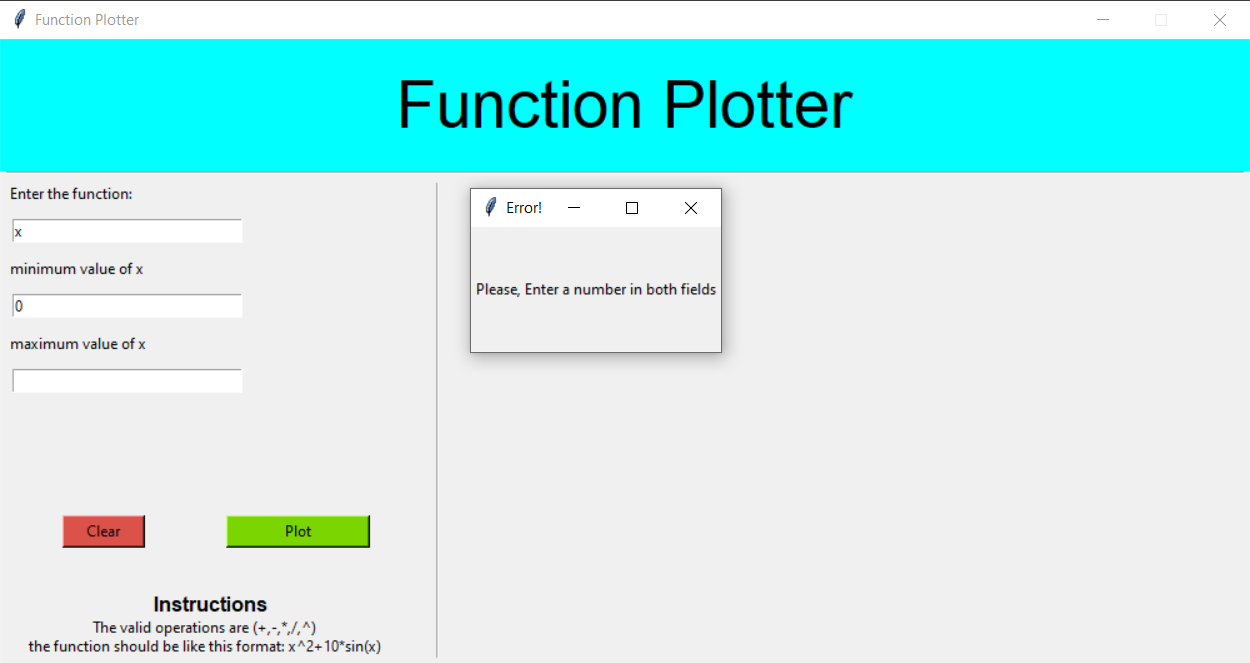 Function Plotter
Function Plotter
Enter the function:
x
minimum value of x
0
maximum value of x
Error!
Please, Enter a number in both fields
Clear
Plot
Instructions
The valid operations are (+,-,*,/,^)
the function should be like this format: x^2+10*sin(x)